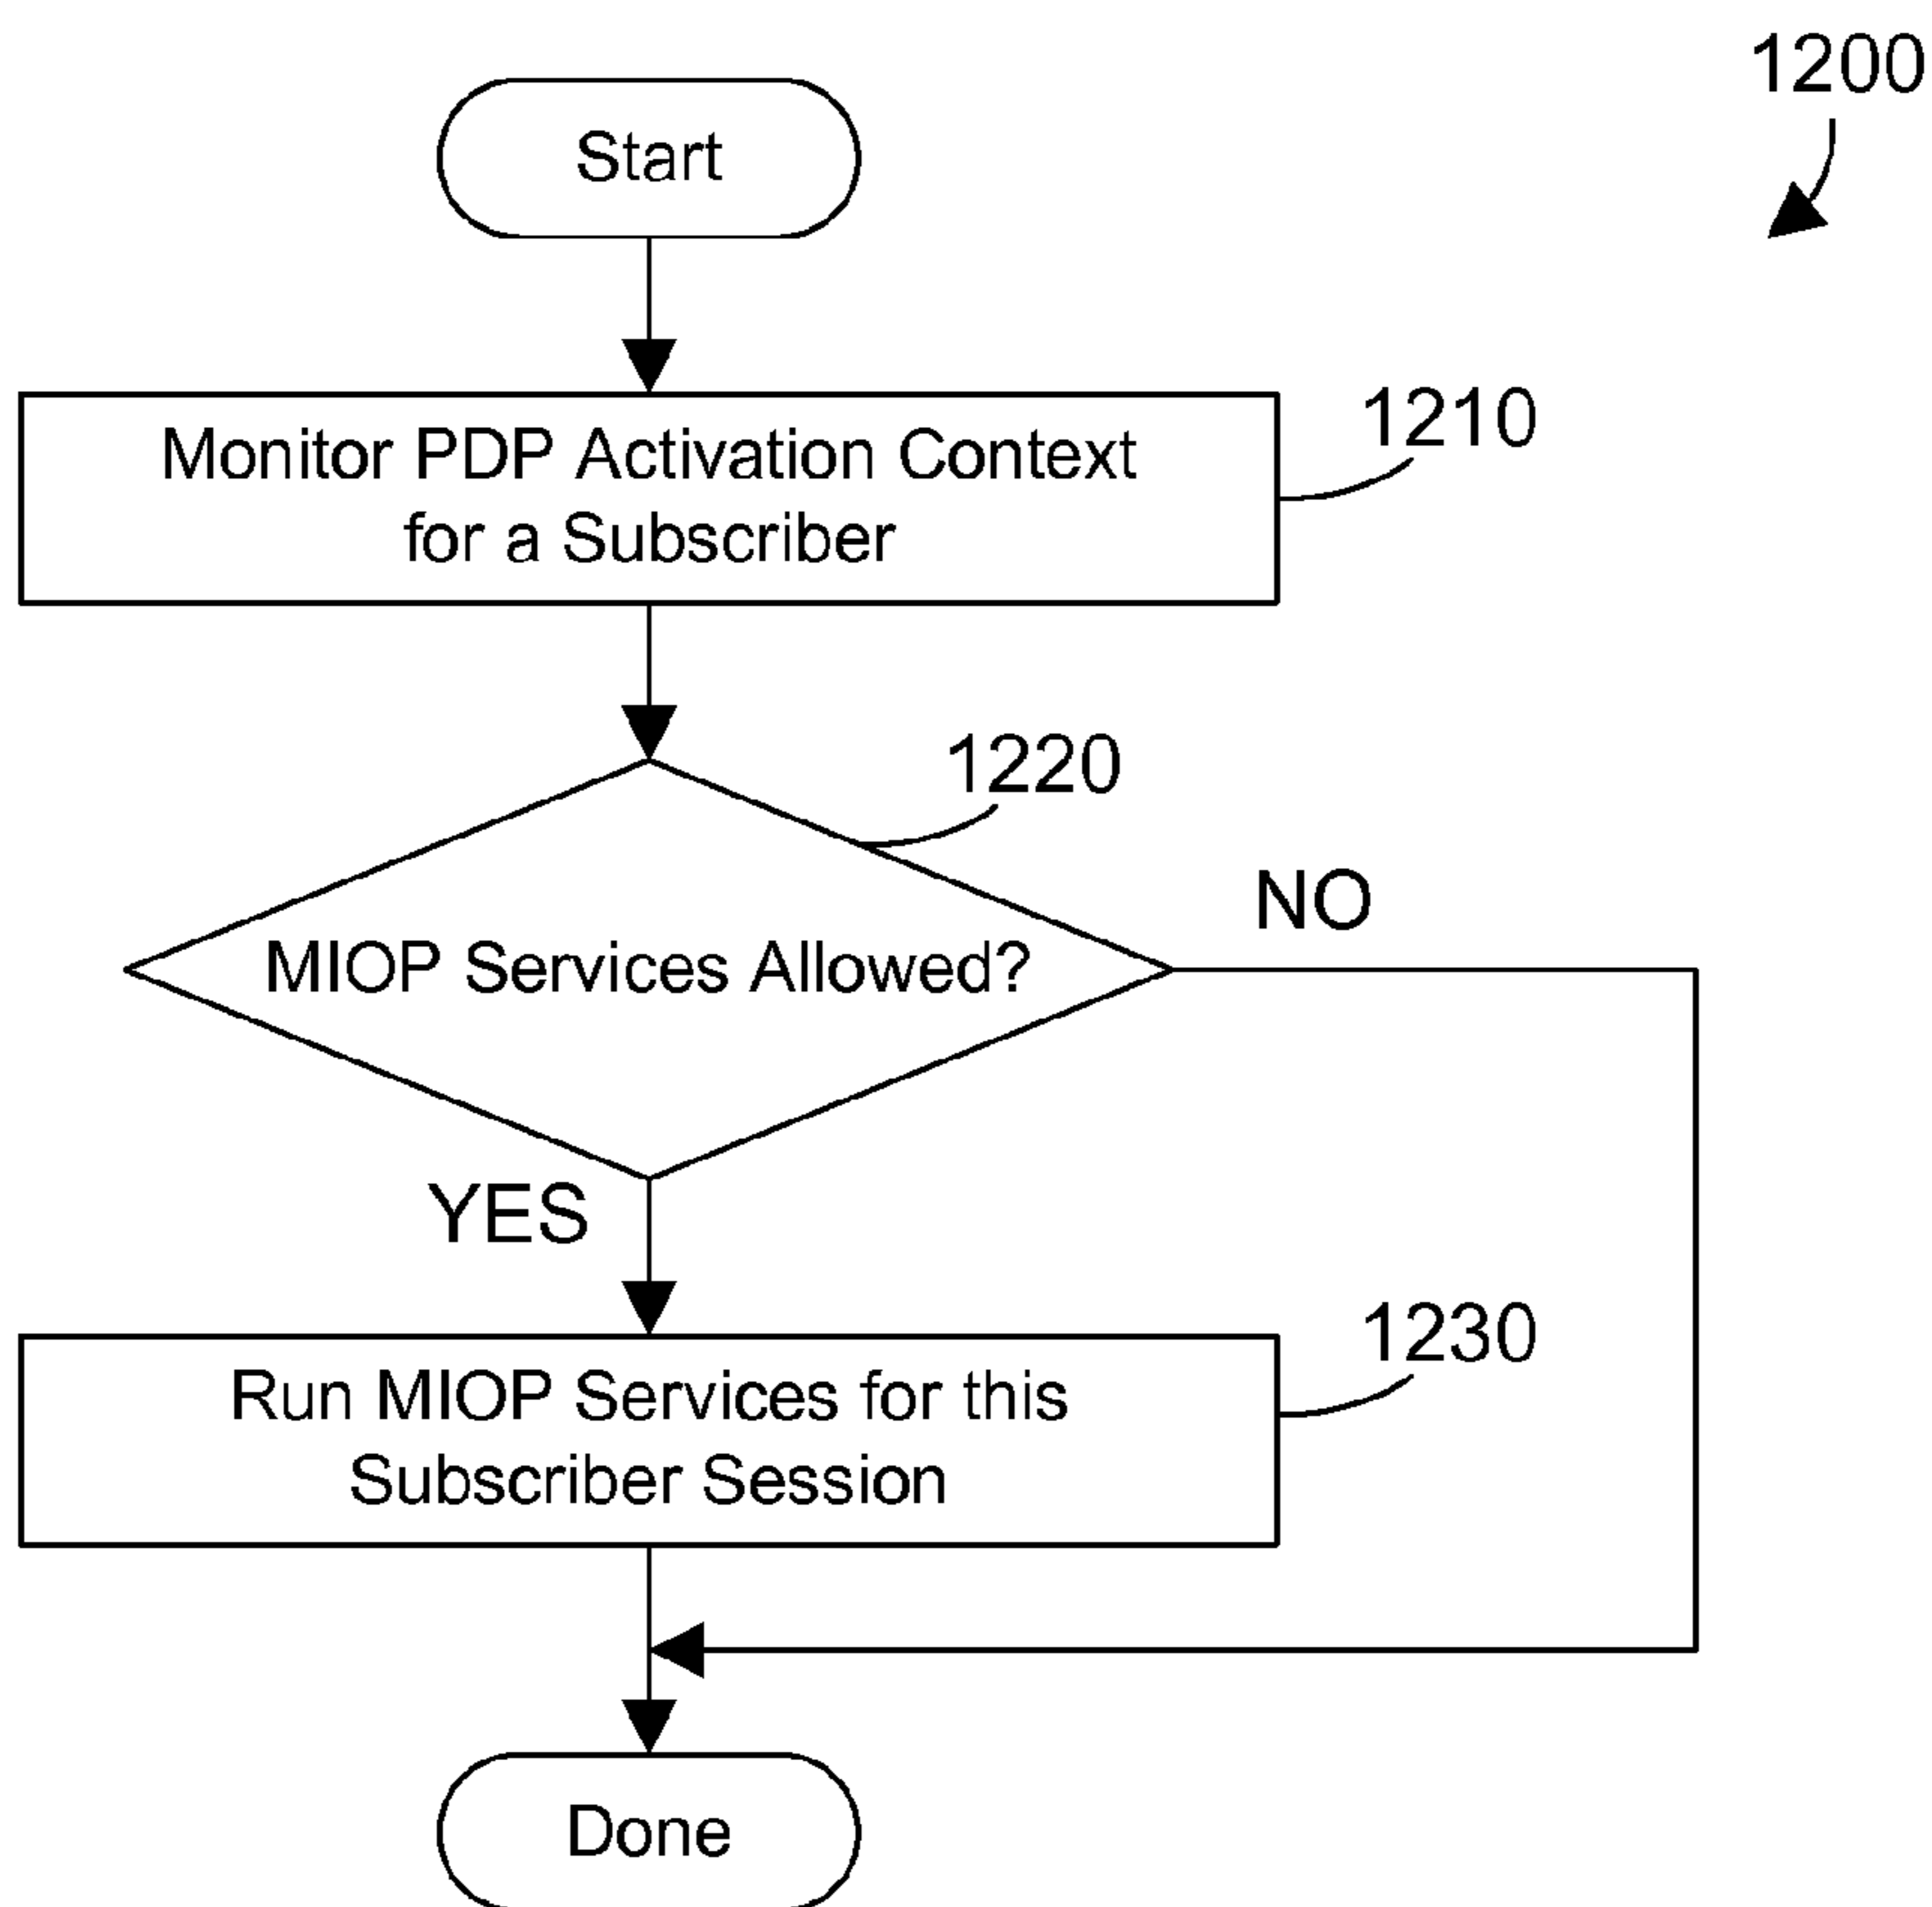 1200
Start
1210
Monitor PDP Activation Context
for a Subscriber
1220
MIOP Services Allowed?
NO
YES
1230
Run MIOP Services for this
Subscriber Session
Done